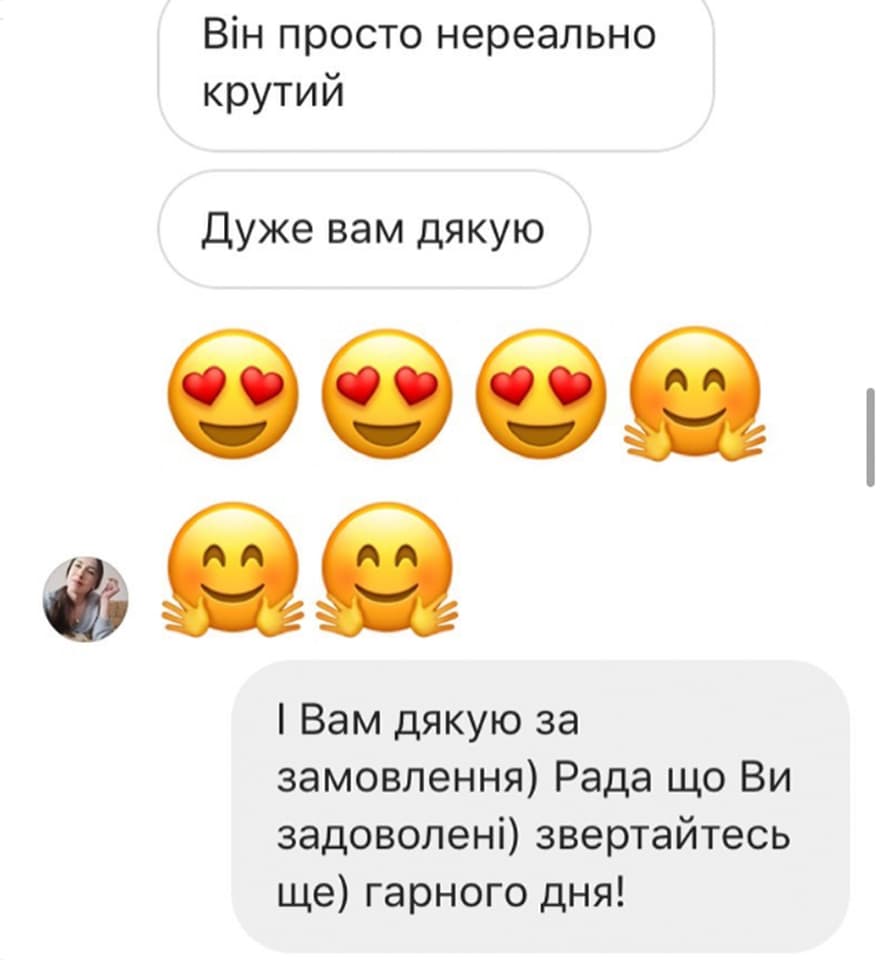 Він просто нереально
крутий
Дуже вам дякую
І Вам дякую за
замовлення) Рада що Ви
задоволені) звертайтесь
ще) гарного дня!